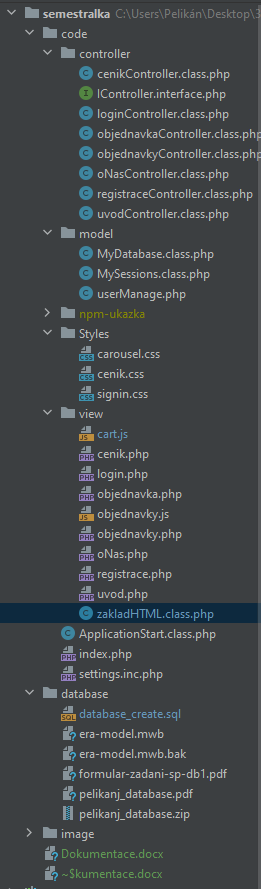 semestralka C:\Users\Pelikán\Desktop\3
code
controller
cenikController.class.php
IController.interface.php
loginController.class.php
objednavkaController.class.php
objednavkyController.class.php
oNasController.class.php
registraceController.class.php
uvodController.class.php
model
MyDatabase.class.php
MySessions.class.php
userManage.php
npm-ukazka
Styles
carousel.css
cenik.css
signin.css
view
cart.js
cenik.php
login.php
objednavka.php
objednavky.js
objednavky.php
oNas.php
registrace.php
uvod.php
zakladHTML.class.php
ApplicationStart.class.php
index.php
settings.inc.php
database
database_create.sql
era-model.mwb
era-model.mwb.bak
formular-zadani-sp-db1.pdf
pelikanj_database.pdf
pelikanj_database.zip
image
Dokumentace.docx
~$kumentace.docx